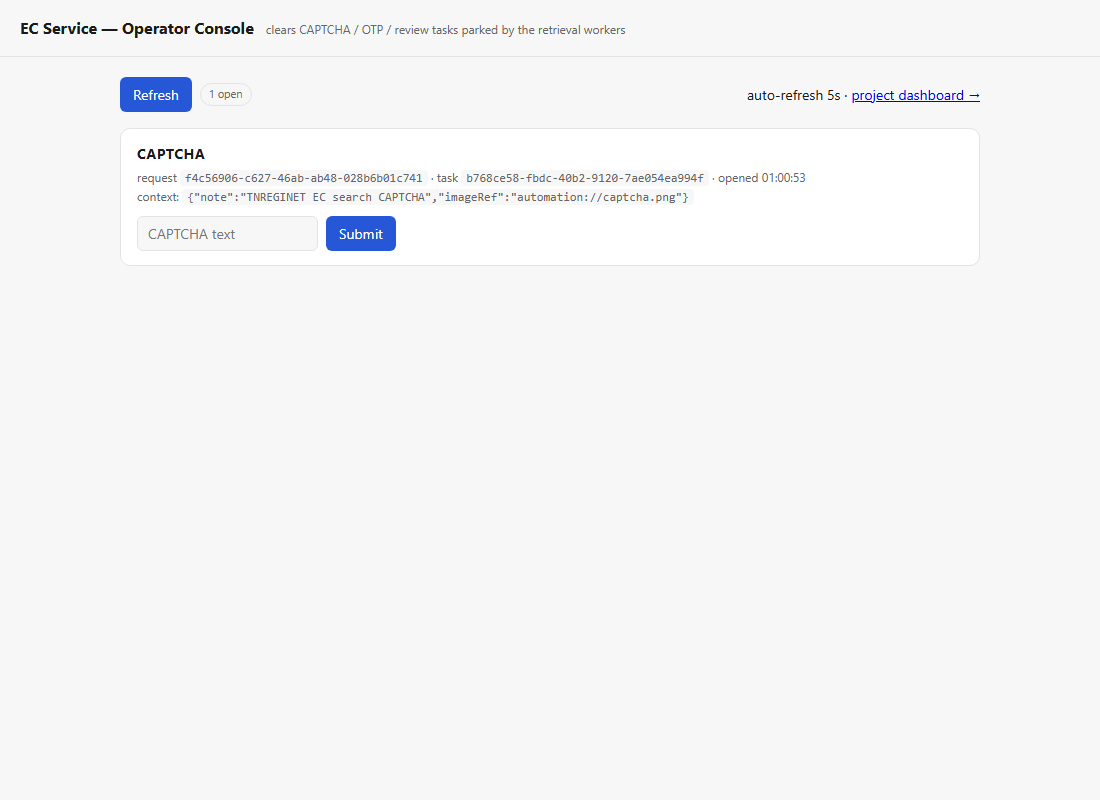 EC Service — Operator Console clears CAPTCHA / OTP / review tasks parked by the retrieval workers
Refresh 1 open auto-refresh 5s · project dashboard →
CAPTCHA
request f4c56906-c627-46ab-ab48-028b6b01c741 · task b768ce58-fbdc-40b2-9120-7ae054ea994f · opened 01:00:53
context: {"note":"TNREGINET EC search CAPTCHA","imageRef":"automation://captcha.png"}
CAPTCHA text Submit